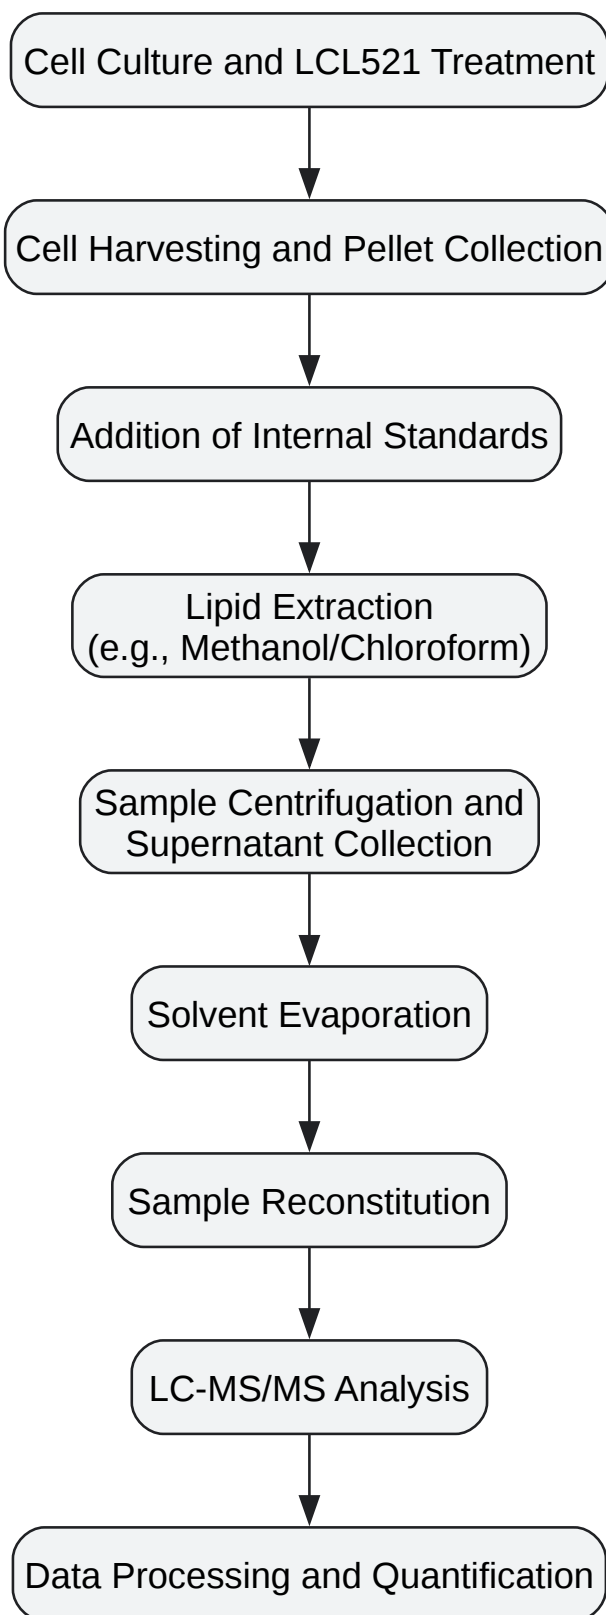 Cell Culture and LCL521 Treatment
Cell Harvesting and Pellet Collection
Addition of Internal Standards
Lipid Extraction
(e.g., Methanol/Chloroform)
Sample Centrifugation and
Supernatant Collection
Solvent Evaporation
Sample Reconstitution
LC-MS/MS Analysis
Data Processing and Quantification